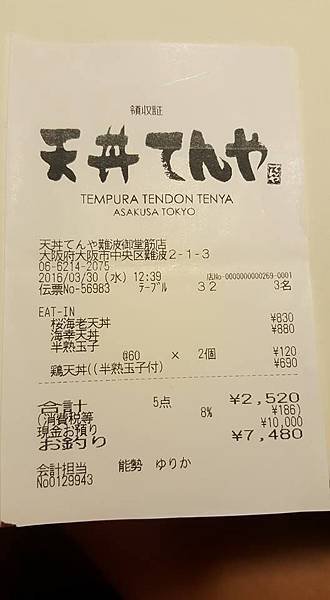 領収証
天丼てんや
TEMPURA TENDON TENYA
ASAKUSA TOKYO
天丼てんや難波御堂筋店
大阪府大阪市中央区難波2-1-3
06-6214-2075
2016/03/30 (水) 12:39 店No-0000000000269-0001
伝票No-56983 テーブル 32 3名
EAT-IN
桜海老天丼 ¥830
海幸天丼 ¥880
半熟玉子
@60 × 2個 ¥120
鶏天丼((半熟玉子付) ¥690
合計 5点 ¥2,520
(消費税等 8% ¥186)
現金お預り ¥10,000
お釣り ¥7,480
会計担当 能勢 ゆりか
No0129943